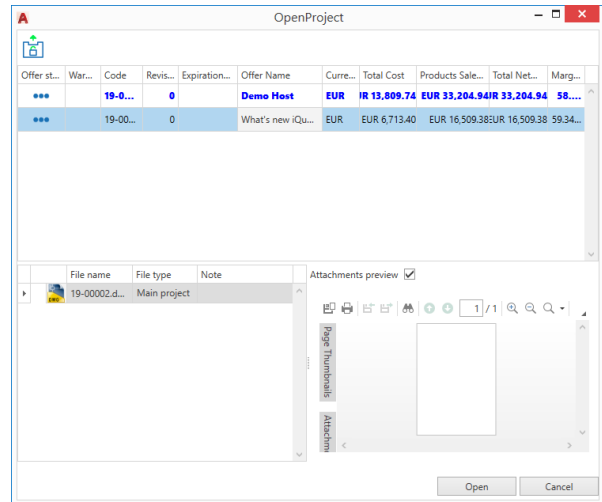 OpenProject
Offer st... War... Code Revis... Expiration... Offer Name Curre... Total Cost Products Sale... Total Net... Marg...
19-0... 0 Demo Host EUR JR 13,809.74 EUR 33,204.94 JR 33,204.94 58....
19-00... 0 What's new iQu... EUR EUR 6,713.40 EUR 16,509.38 EUR 16,509.38 59.34...
File name File type Note
19-00002.d... Main project
Attachments preview
1 / 1
Page Thumbnails
Attachm
Open Cancel